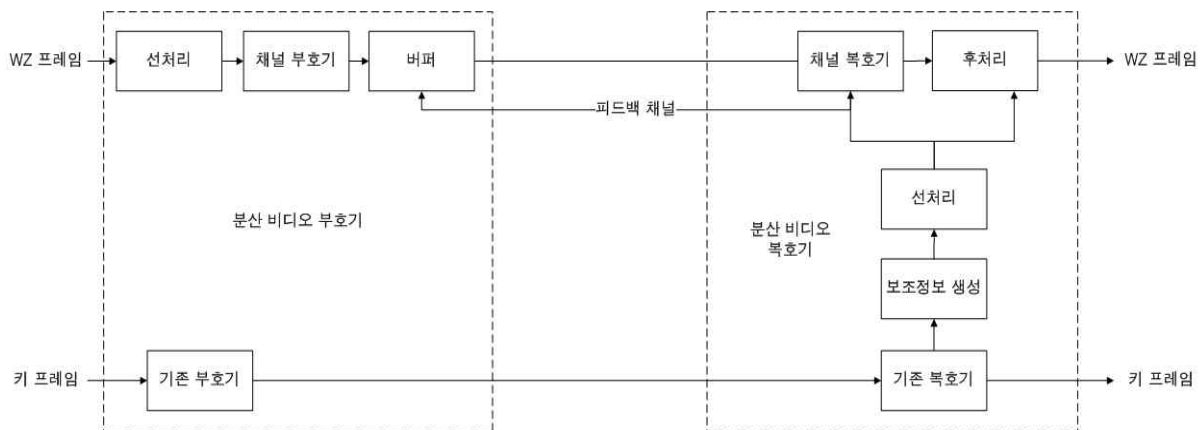 WZ 프레임
선처리
채널 부호기
버퍼
채널 복호기
후처리
WZ 프레임
피드백 채널
선처리
분산 비디오 부호기
분산 비디오
복호기
보조정보 생성
키 프레임
기존 부호기
기존 복호기
키 프레임